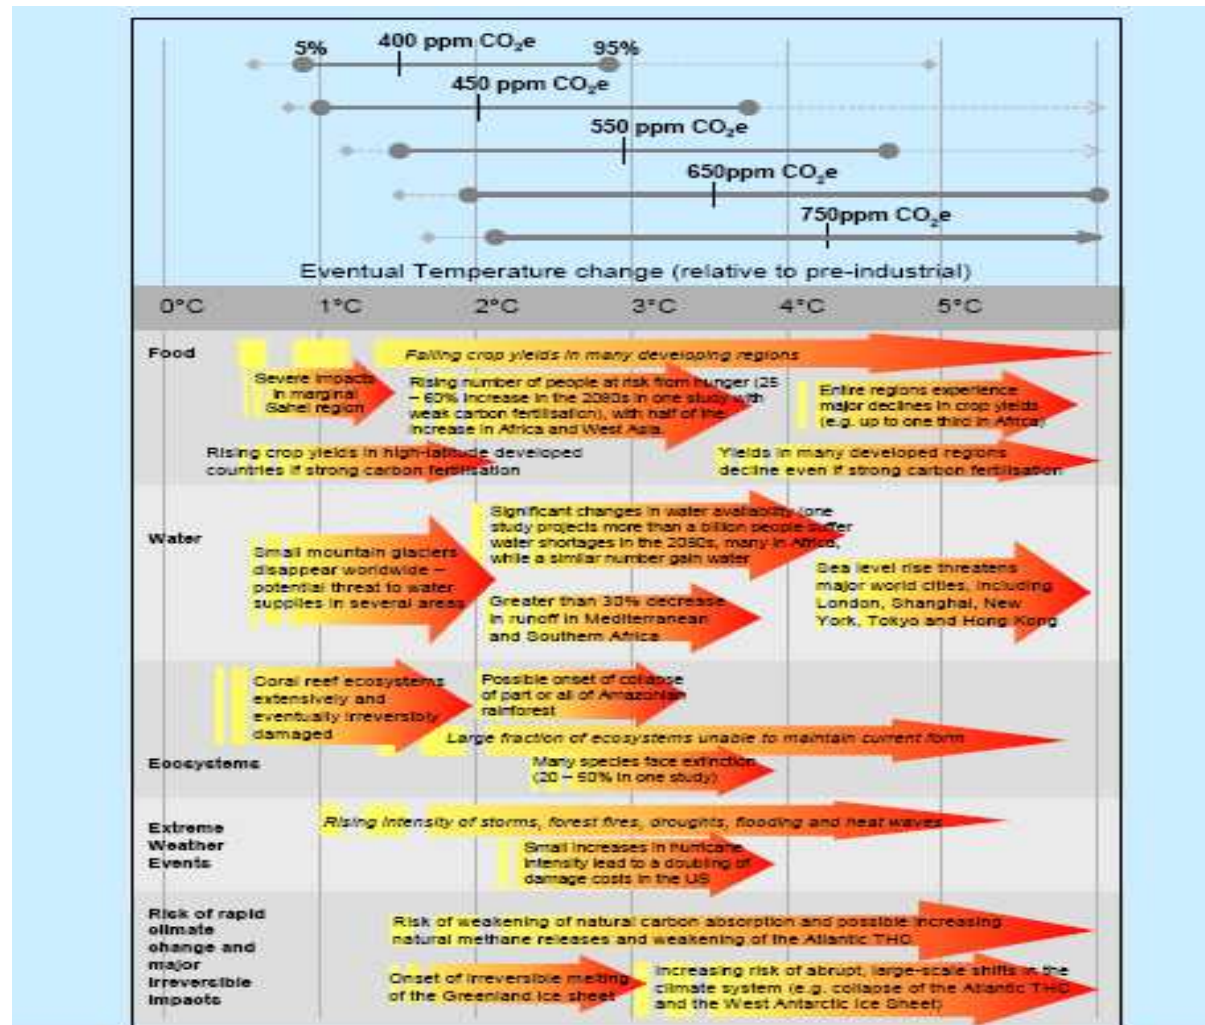 400 ppm CO₂e
5%
95%
450 ppm CO₂e
550 ppm CO₂e
650ppm CO₂e
750ppm CO₂e
Eventual Temperature change (relative to pre-industrial)
0°C 1°C 2°C 3°C 4°C 5°C
Food
Falling crop yields in many developing regions
Severe impacts
in marginal
Sahel region
Rising number of people at risk from hunger (25
– 60% increase in the 2080s in one study with
weak carbon fertilisation), with half of the
increase in Africa and West Asia.
Entire regions experience
major declines in crop yields
(e.g. up to one third in Africa)
Rising crop yields in high-latitude developed
countries if strong carbon fertilisation
Yields in many developed regions
decline even if strong carbon fertilisation
Water
Small mountain glaciers
disappear worldwide –
potential threat to water
supplies in several areas
Significant changes in water availability (one
study projects more than a billion people suffer
water shortages in the 2080s, many in Africa,
while a similar number gain water
Greater than 30% decrease
in runoff in Mediterranean
and Southern Africa
Sea level rise threatens
major world cities, including
London, Shanghai, New
York, Tokyo and Hong Kong
Ecosystems
Coral reef ecosystems
extensively and
eventually irreversibly
damaged
Possible onset of collapse
of part or all of Amazonian
rainforest
Large fraction of ecosystems unable to maintain current form
Many species face extinction
(20 – 50% in one study)
Extreme
Weather
Events
Rising intensity of storms, forest fires, droughts, flooding and heat waves
Small increases in hurricane
intensity lead to a doubling of
damage costs in the US
Risk of rapid
climate
change and
major
irreversible
impacts
Risk of weakening of natural carbon absorption and possible increasing
natural methane releases and weakening of the Atlantic THC
Onset of irreversible melting
of the Greenland ice sheet
Increasing risk of abrupt, large-scale shifts in the
climate system (e.g. collapse of the Atlantic THC
and the West Antarctic Ice Sheet)